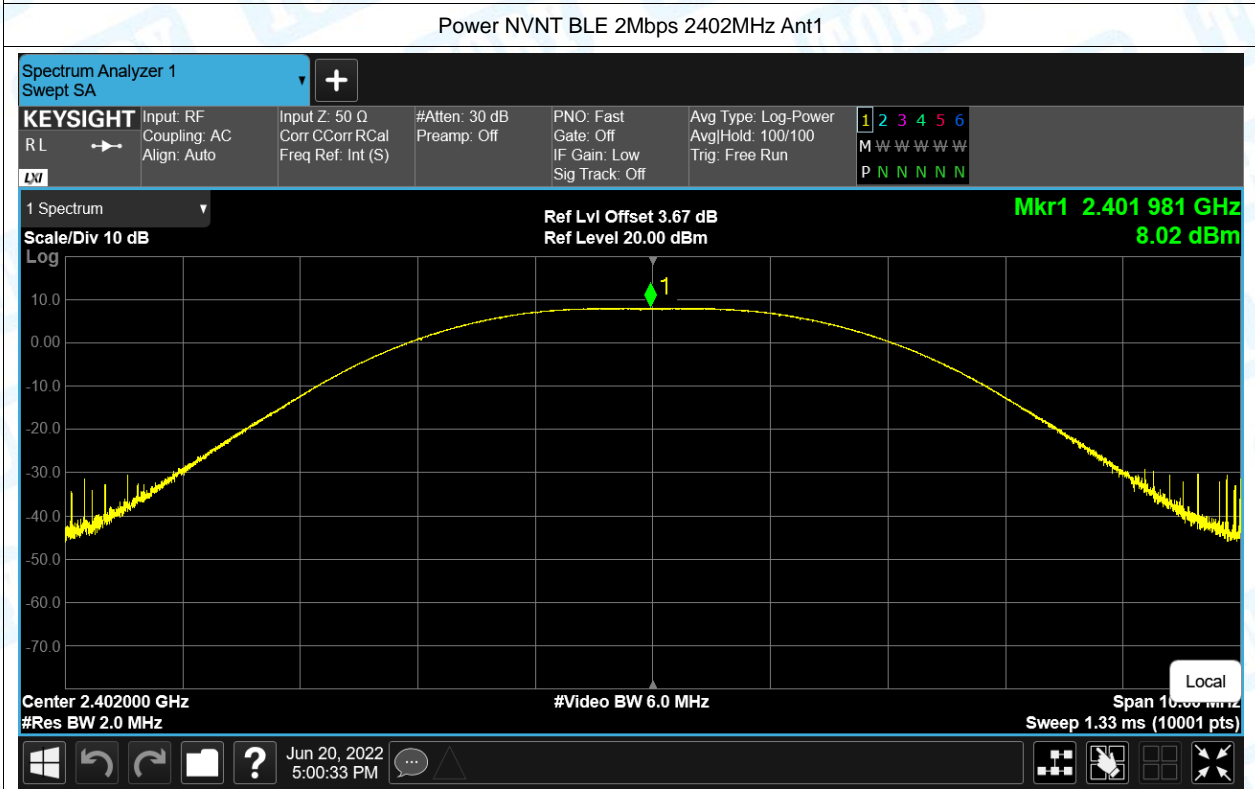 Power NVNT BLE 2Mbps 2402MHz Ant1
Spectrum Analyzer 1
Swept SA
KEYSIGHT
RL
LXI
Input: RF
Coupling: AC
Align: Auto
Input Z: 50 Ω
Corr CCorr RCal
Freq Ref: Int (S)
#Atten: 30 dB
Preamp: Off
PNO: Fast
Gate: Off
IF Gain: Low
Sig Track: Off
Avg Type: Log-Power
Avg|Hold: 100/100
Trig: Free Run
1 2 3 4 5 6
M W W W W W
P N N N N N
1 Spectrum
Scale/Div 10 dB
Log
Ref Lvl Offset 3.67 dB
Ref Level 20.00 dBm
Mkr1 2.401 981 GHz
8.02 dBm
1
10.0
0.00
-10.0
-20.0
-30.0
-40.0
-50.0
-60.0
-70.0
Local
Center 2.402000 GHz
#Video BW 6.0 MHz
Span 10.00 MHz
#Res BW 2.0 MHz
Sweep 1.33 ms (10001 pts)
?
Jun 20, 2022
5:00:33 PM